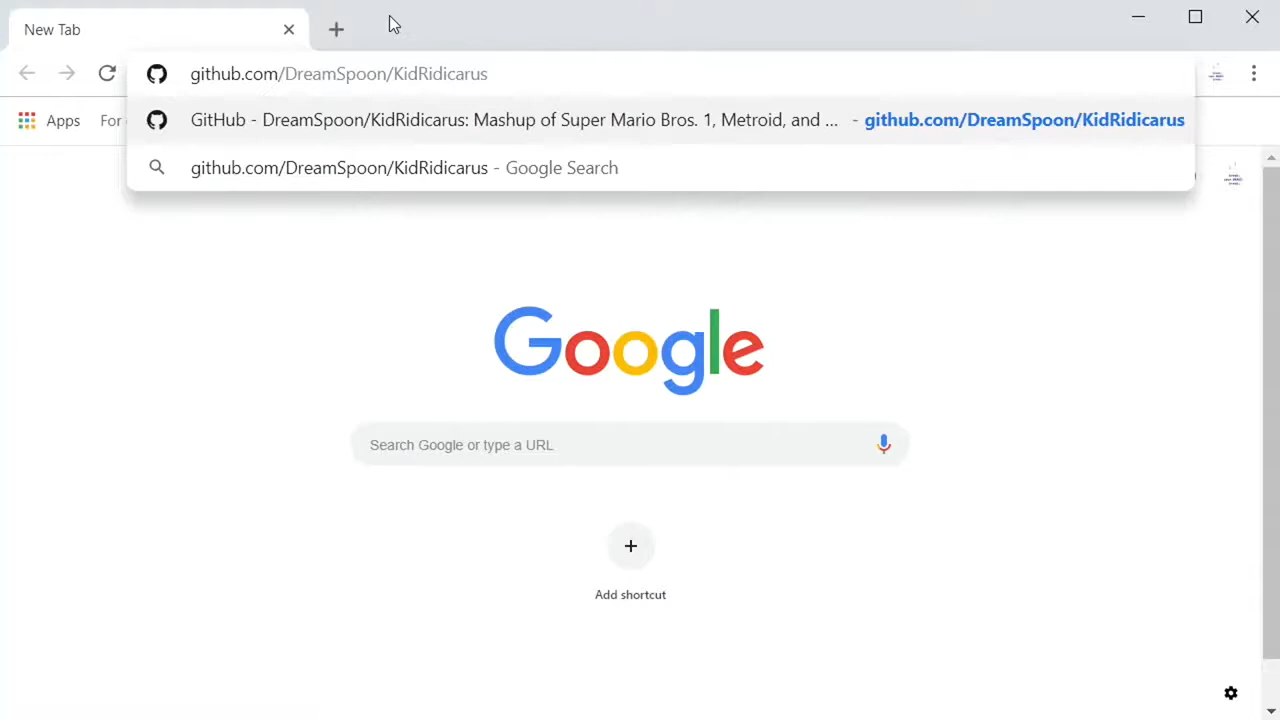 New Tab
github.com/DreamSpoon/KidRidicarus
Apps
For
GitHub - DreamSpoon/KidRidicarus: Mashup of Super Mario Bros. 1, Metroid, and ... - github.com/DreamSpoon/KidRidicarus
github.com/DreamSpoon/KidRidicarus - Google Search
Google
Search Google or type a URL
Add shortcut